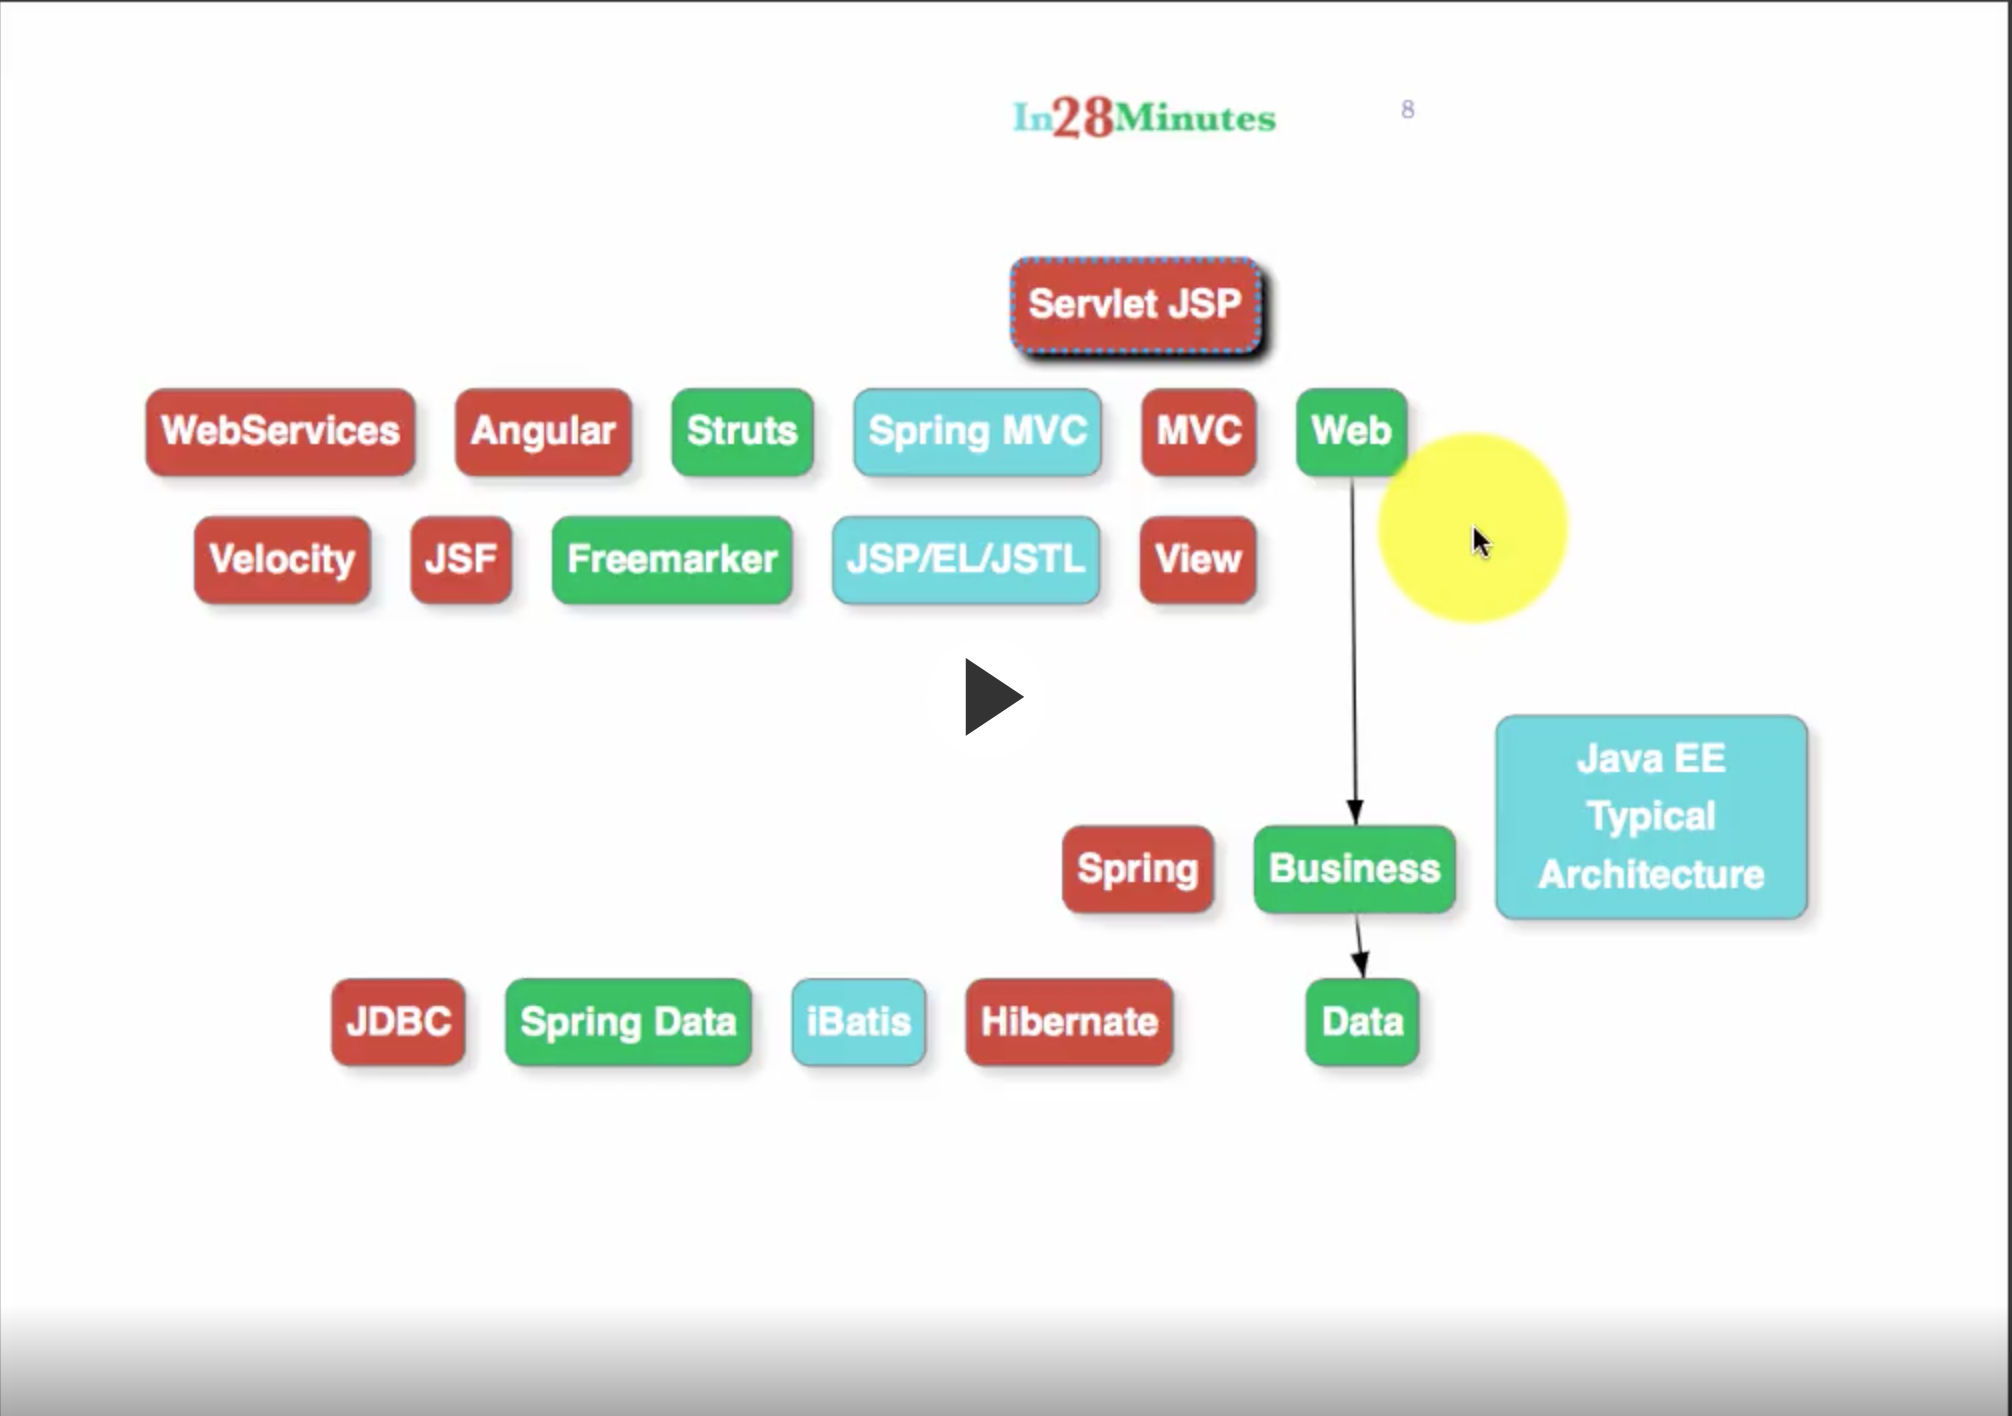 In28Minutes
8
Servlet JSP
WebServices
Angular
Struts
Spring MVC
MVC
Web
Velocity
JSF
Freemarker
JSP/EL/JSTL
View
Java EE
Typical
Architecture
Spring
Business
JDBC
Spring Data
iBatis
Hibernate
Data